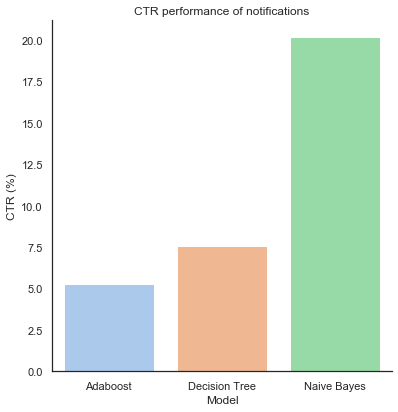 CTR performance of notifications
CTR (%)
20.0
17.5
15.0
12.5
10.0
7.5
5.0
2.5
0.0
Adaboost Decision Tree Naive Bayes
Model